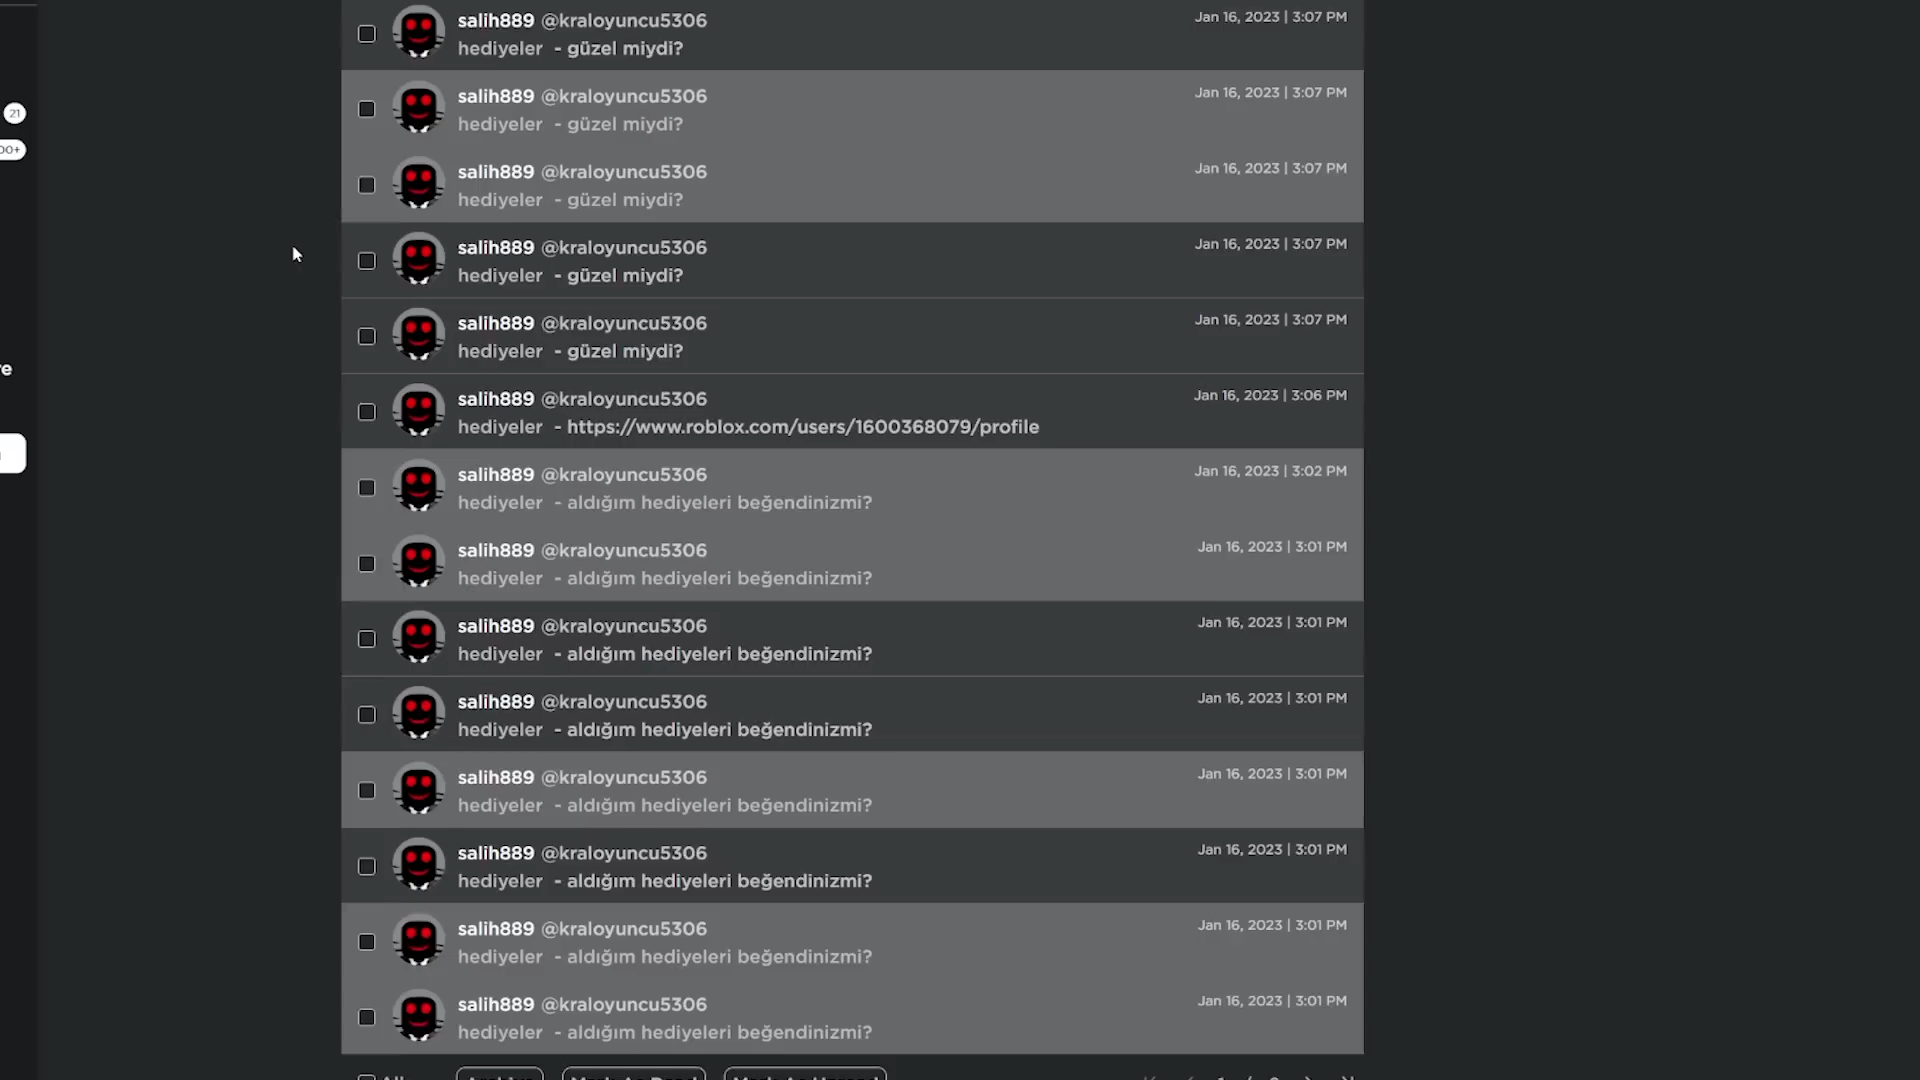 salih889 @kraloyuncu5306
Jan 16, 2023 | 3:07 PM
hediyeler - güzel miydi?
salih889 @kraloyuncu5306
Jan 16, 2023 | 3:07 PM
hediyeler - güzel miydi?
21
00+
salih889 @kraloyuncu5306
Jan 16, 2023 | 3:07 PM
hediyeler - güzel miydi?
salih889 @kraloyuncu5306
Jan 16, 2023 | 3:07 PM
hediyeler - güzel miydi?
salih889 @kraloyuncu5306
Jan 16, 2023 | 3:07 PM
hediyeler - güzel miydi?
salih889 @kraloyuncu5306
Jan 16, 2023 | 3:06 PM
hediyeler - https://www.roblox.com/users/1600368079/profile
salih889 @kraloyuncu5306
Jan 16, 2023 | 3:02 PM
hediyeler - aldığım hediyeleri beğendinizmi?
salih889 @kraloyuncu5306
Jan 16, 2023 | 3:01 PM
hediyeler - aldığım hediyeleri beğendinizmi?
salih889 @kraloyuncu5306
Jan 16, 2023 | 3:01 PM
hediyeler - aldığım hediyeleri beğendinizmi?
salih889 @kraloyuncu5306
Jan 16, 2023 | 3:01 PM
hediyeler - aldığım hediyeleri beğendinizmi?
salih889 @kraloyuncu5306
Jan 16, 2023 | 3:01 PM
hediyeler - aldığım hediyeleri beğendinizmi?
salih889 @kraloyuncu5306
Jan 16, 2023 | 3:01 PM
hediyeler - aldığım hediyeleri beğendinizmi?
salih889 @kraloyuncu5306
Jan 16, 2023 | 3:01 PM
hediyeler - aldığım hediyeleri beğendinizmi?
salih889 @kraloyuncu5306
Jan 16, 2023 | 3:01 PM
hediyeler - aldığım hediyeleri beğendinizmi?